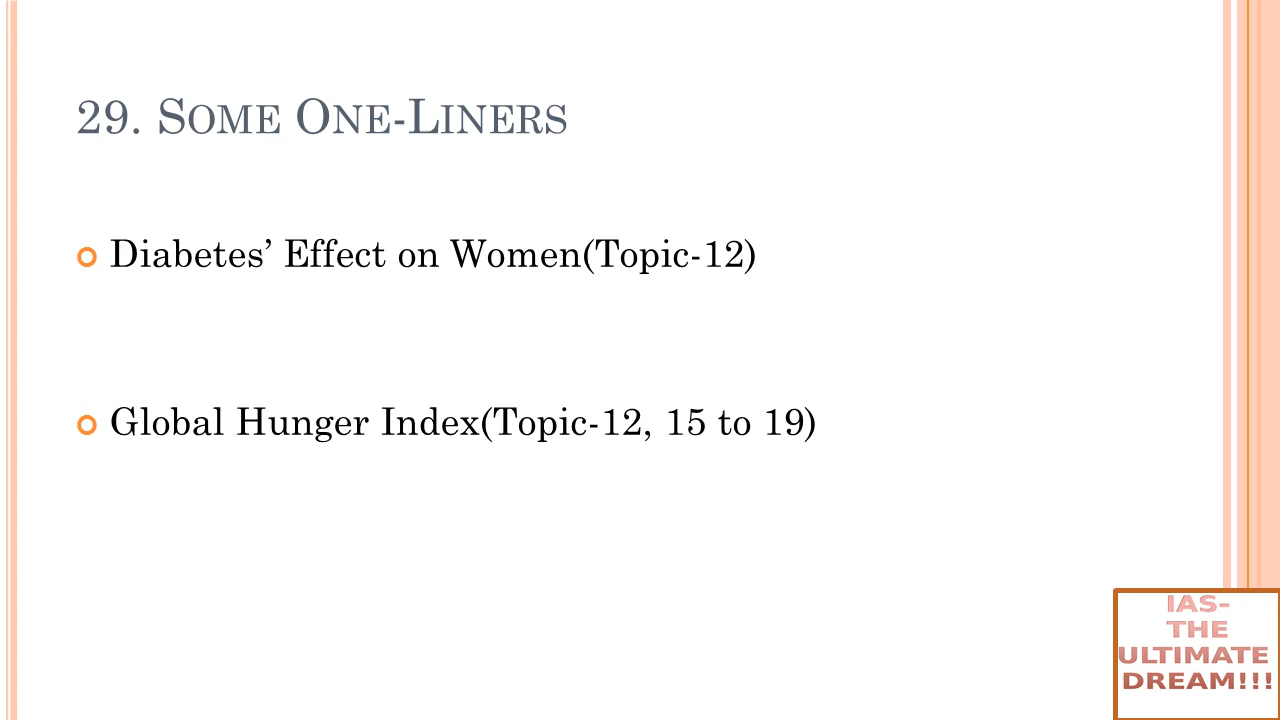 29. SOME ONE-LINERS
Diabetes’ Effect on Women(Topic-12)
Global Hunger Index(Topic-12, 15 to 19)
IAS-
THE
ULTIMATE
DREAM!!!